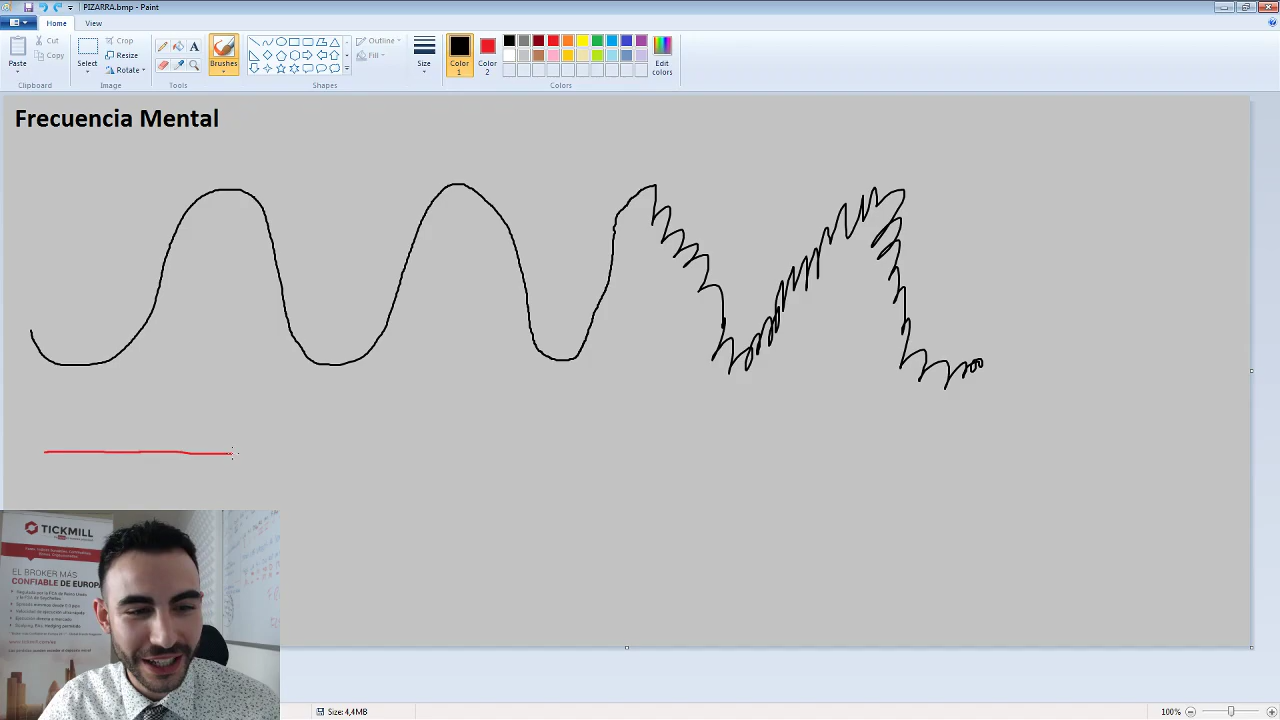 PIZARRA.bmp - Paint
Home
View
Paste
Cut
Copy
Clipboard
Select
Crop
Resize
Rotate
Image
Tools
Brushes
Shapes
Outline
Fill
Size
Color 1
Color 2
Edit colors
Colors
Frecuencia Mental
TICKMILL
EL BROKER MÁS
CONFIABLE DE EUROPA
Size: 4,4MB
100%